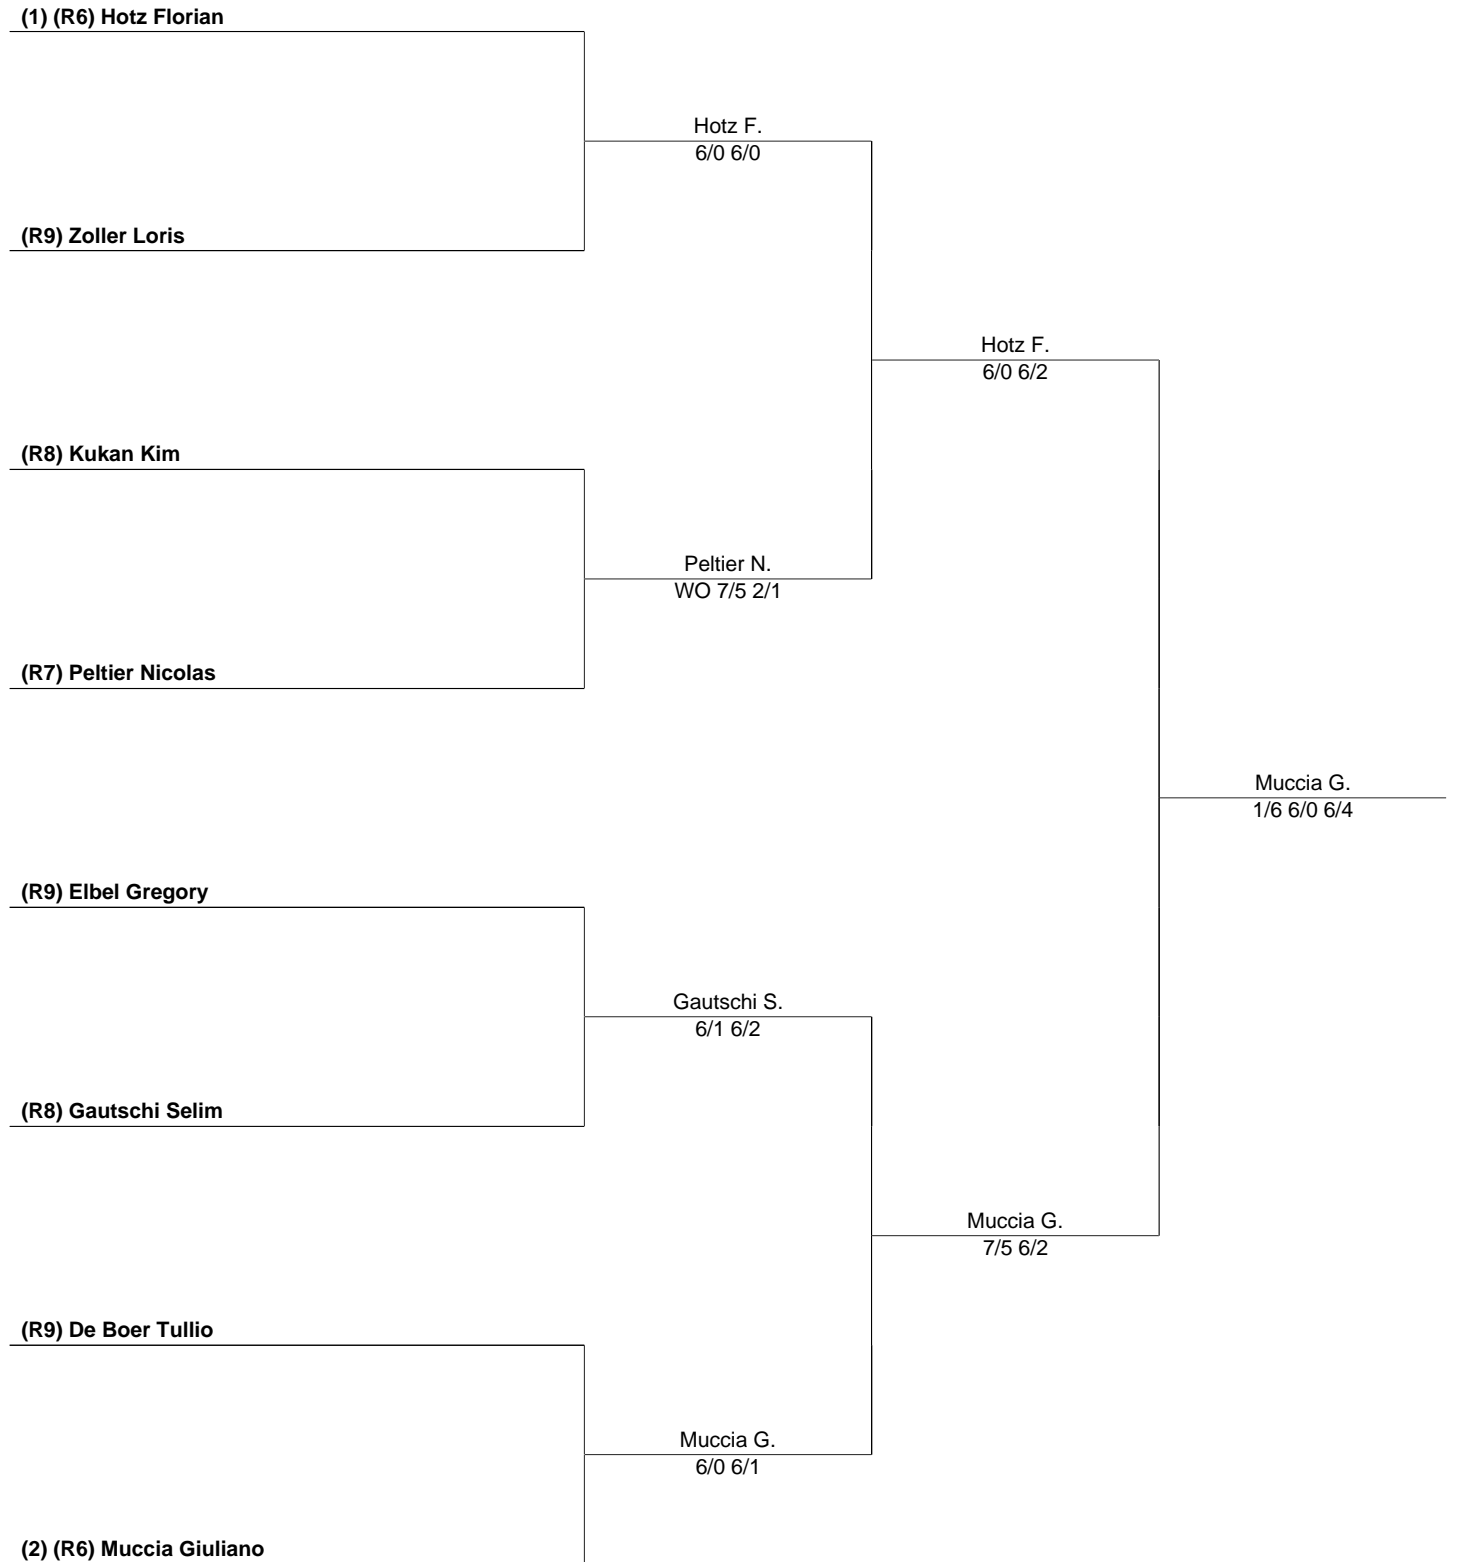 (1) (R6) Hotz Florian
Hotz F.
6/0 6/0
(R9) Zoller Loris
Hotz F.
6/0 6/2
(R8) Kukan Kim
Peltier N.
WO 7/5 2/1
(R7) Peltier Nicolas
Muccia G.
1/6 6/0 6/4
(R9) Elbel Gregory
Gautschi S.
6/1 6/2
(R8) Gautschi Selim
Muccia G.
7/5 6/2
(R9) De Boer Tullio
Muccia G.
6/0 6/1
(2) (R6) Muccia Giuliano